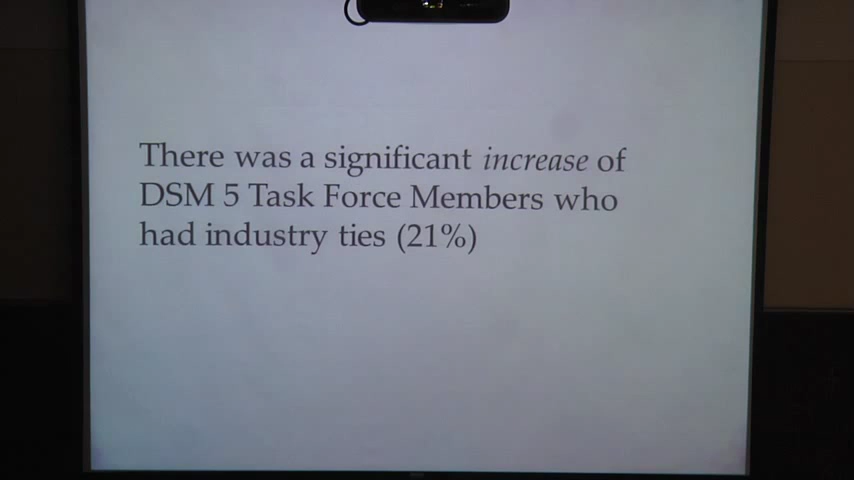 There was a significant increase of
DSM 5 Task Force Members who
had industry ties (21%)